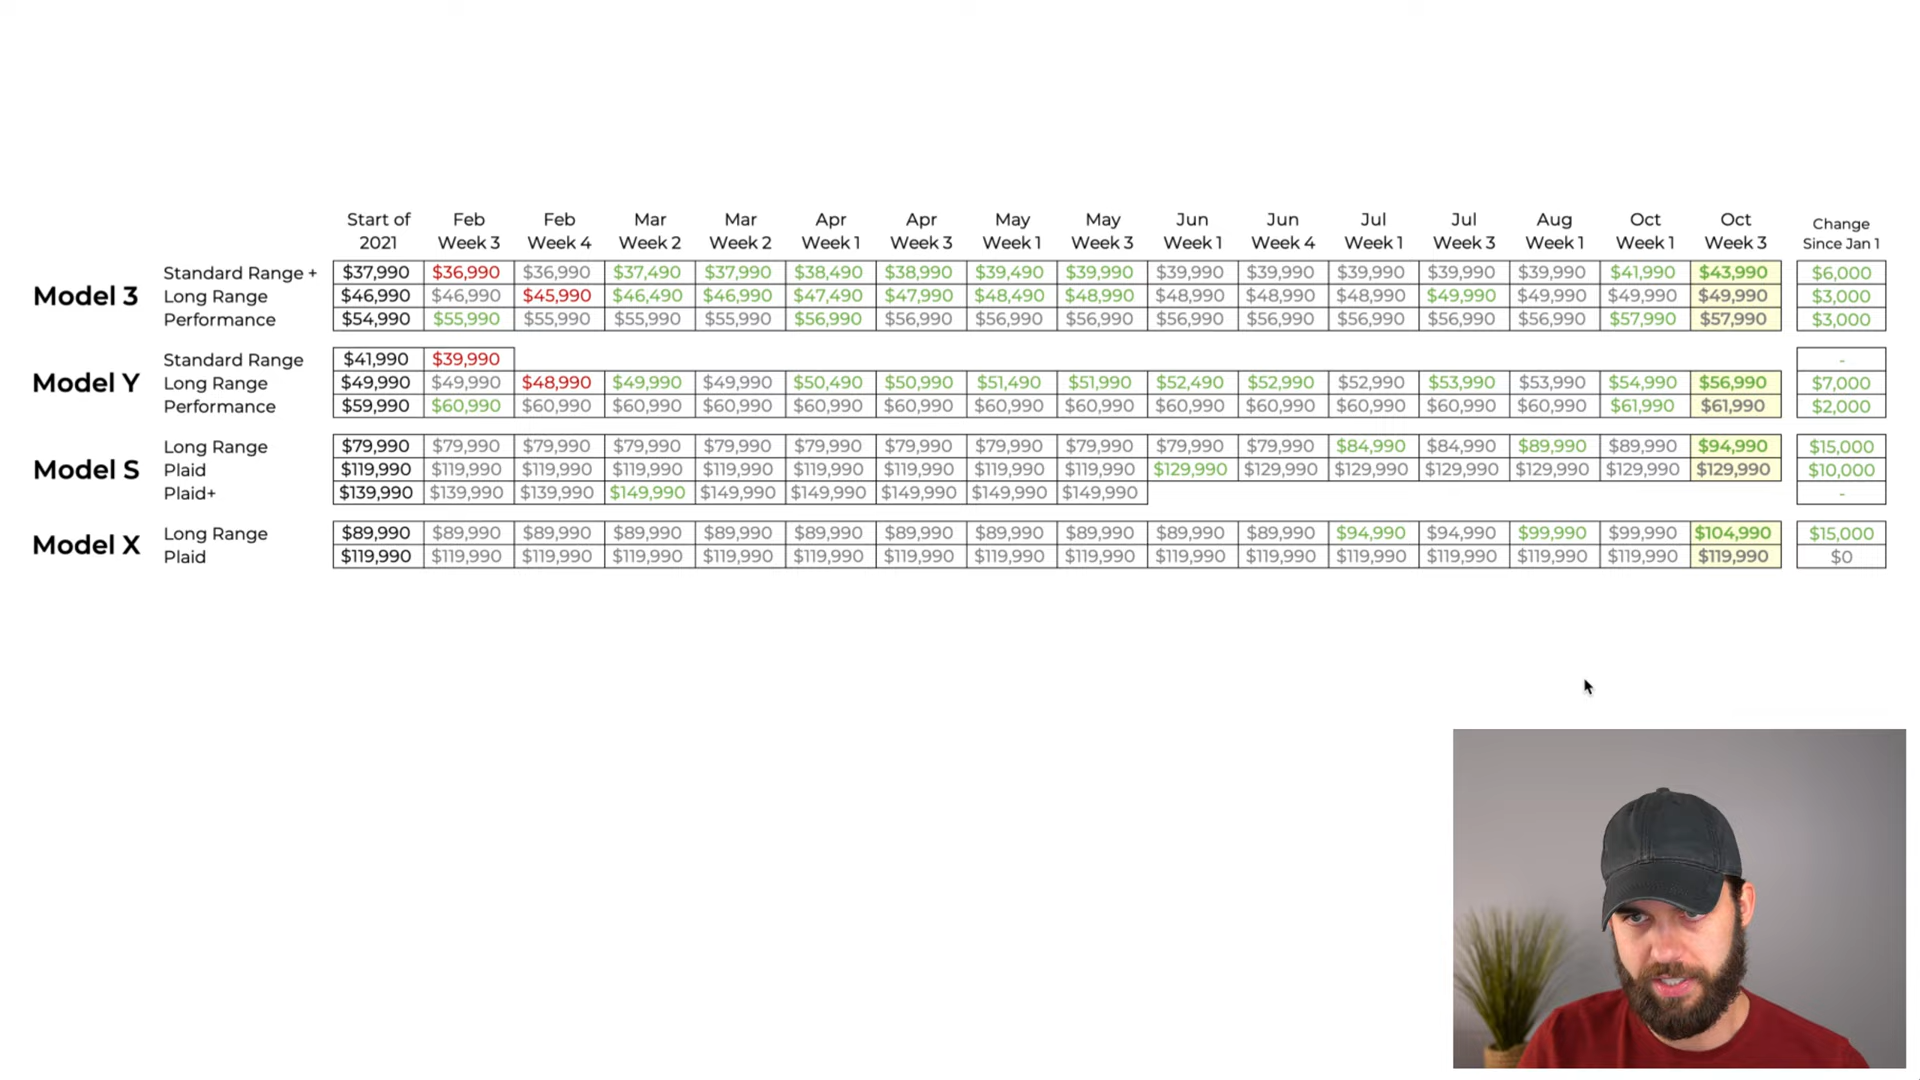 Start of 2021 Feb Week 3 Feb Week 4 Mar Week 2 Mar Week 2 Apr Week 1 Apr Week 3 May Week 1 May Week 3 Jun Week 1 Jun Week 4 Jul Week 1 Jul Week 3 Aug Week 1 Oct Week 1 Oct Week 3 Change Since Jan 1
Model 3
Standard Range + $37,990 $36,990 $36,990 $37,490 $37,990 $38,490 $38,990 $39,490 $39,990 $39,990 $39,990 $39,990 $39,990 $39,990 $41,990 $43,990 $6,000
Long Range $46,990 $46,990 $45,990 $46,490 $46,990 $47,490 $47,990 $48,490 $48,990 $48,990 $48,990 $48,990 $49,990 $49,990 $49,990 $49,990 $3,000
Performance $54,990 $55,990 $55,990 $55,990 $55,990 $56,990 $56,990 $56,990 $56,990 $56,990 $56,990 $56,990 $56,990 $56,990 $57,990 $57,990 $3,000
Model Y
Standard Range $41,990 $39,990 -
Long Range $49,990 $49,990 $48,990 $49,990 $49,990 $50,490 $50,990 $51,490 $51,990 $52,490 $52,990 $52,990 $53,990 $53,990 $54,990 $56,990 $7,000
Performance $59,990 $60,990 $60,990 $60,990 $60,990 $60,990 $60,990 $60,990 $60,990 $60,990 $60,990 $60,990 $60,990 $60,990 $61,990 $61,990 $2,000
Model S
Long Range $79,990 $79,990 $79,990 $79,990 $79,990 $79,990 $79,990 $79,990 $79,990 $79,990 $79,990 $84,990 $84,990 $89,990 $89,990 $94,990 $15,000
Plaid $119,990 $119,990 $119,990 $119,990 $119,990 $119,990 $119,990 $119,990 $119,990 $129,990 $129,990 $129,990 $129,990 $129,990 $129,990 $129,990 $10,000
Plaid+ $139,990 $139,990 $139,990 $149,990 $149,990 $149,990 $149,990 $149,990 $149,990 -
Model X
Long Range $89,990 $89,990 $89,990 $89,990 $89,990 $89,990 $89,990 $89,990 $89,990 $89,990 $89,990 $94,990 $94,990 $99,990 $99,990 $104,990 $15,000
Plaid $119,990 $119,990 $119,990 $119,990 $119,990 $119,990 $119,990 $119,990 $119,990 $119,990 $119,990 $119,990 $119,990 $119,990 $119,990 $119,990 $0